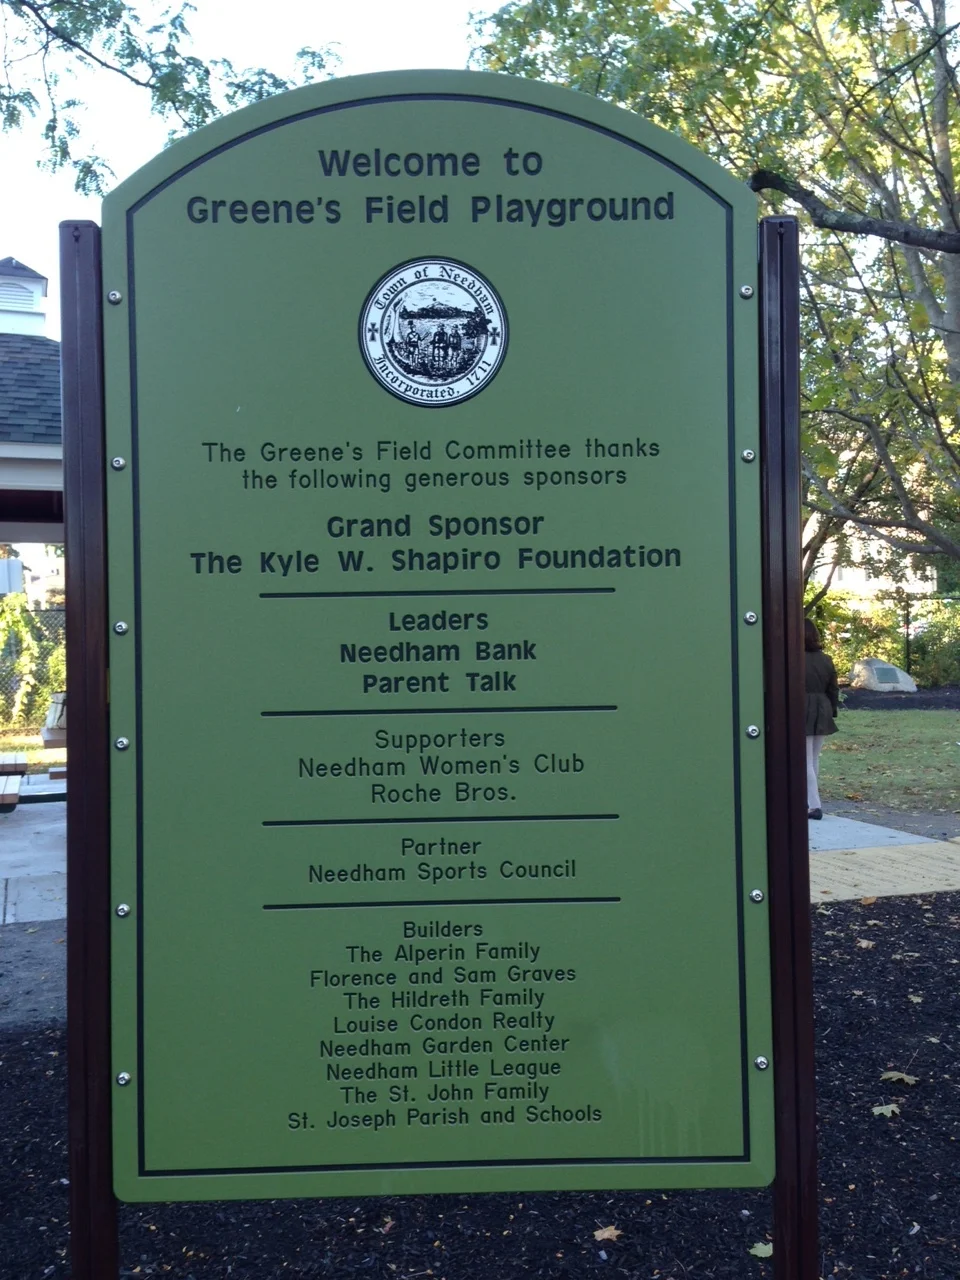 Welcome to
Greene's Field Playground
Town of Needham
Incorporated, 1711
The Greene's Field Committee thanks
the following generous sponsors
Grand Sponsor
The Kyle W. Shapiro Foundation
Leaders
Needham Bank
Parent Talk
Supporters
Needham Women's Club
Roche Bros.
Partner
Needham Sports Council
Builders
The Alperin Family
Florence and Sam Graves
The Hildreth Family
Louise Condon Realty
Needham Garden Center
Needham Little League
The St. John Family
St. Joseph Parish and Schools